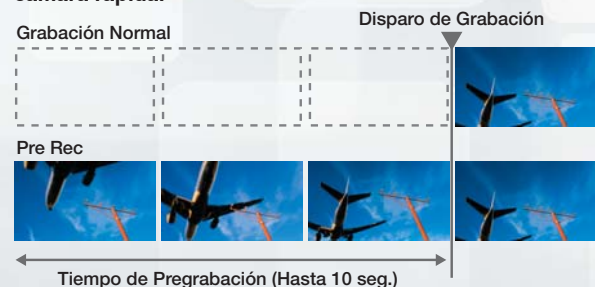 Disparo de Grabación
Grabación Normal
Pre Rec
Tiempo de Pregrabación (Hasta 10 seg.)